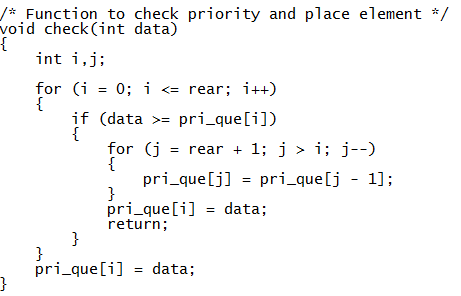 /* Function to check priority and place element */
void check(int data)
{
    int i,j;

    for (i = 0; i <= rear; i++)
    {
        if (data >= pri_que[i])
        {
            for (j = rear + 1; j > i; j--)
            {
                pri_que[j] = pri_que[j - 1];
            }
            pri_que[i] = data;
            return;
        }
    }
    pri_que[i] = data;
}